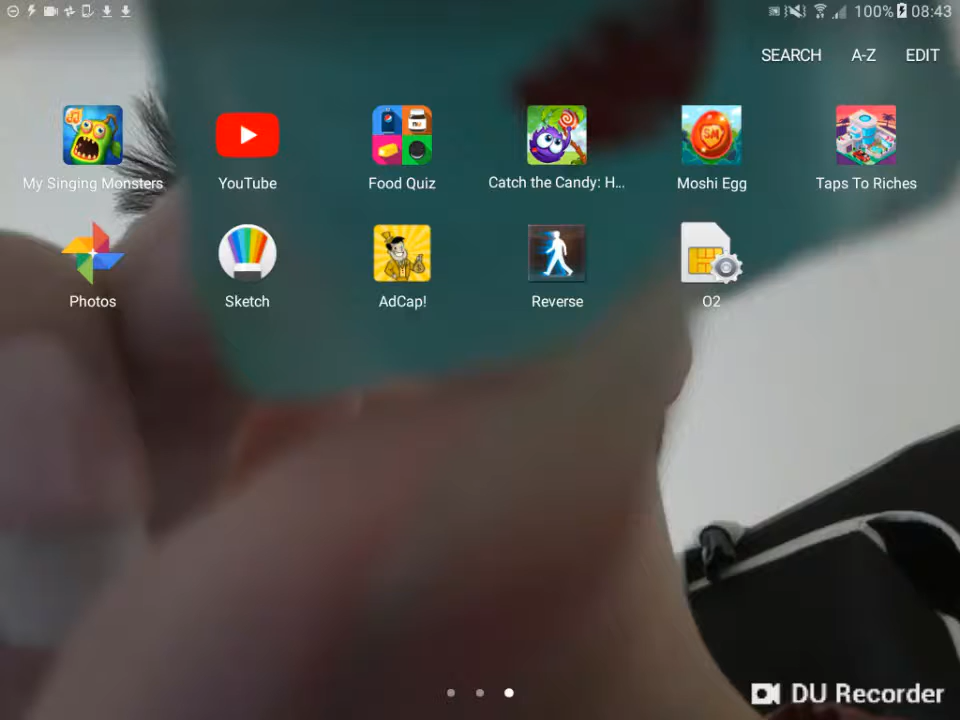 100% 08:43
SEARCH A-Z EDIT
My Singing Monsters YouTube Food Quiz Catch the Candy: H... Moshi Egg Taps To Riches
Photos Sketch AdCap! Reverse O2
DU Recorder